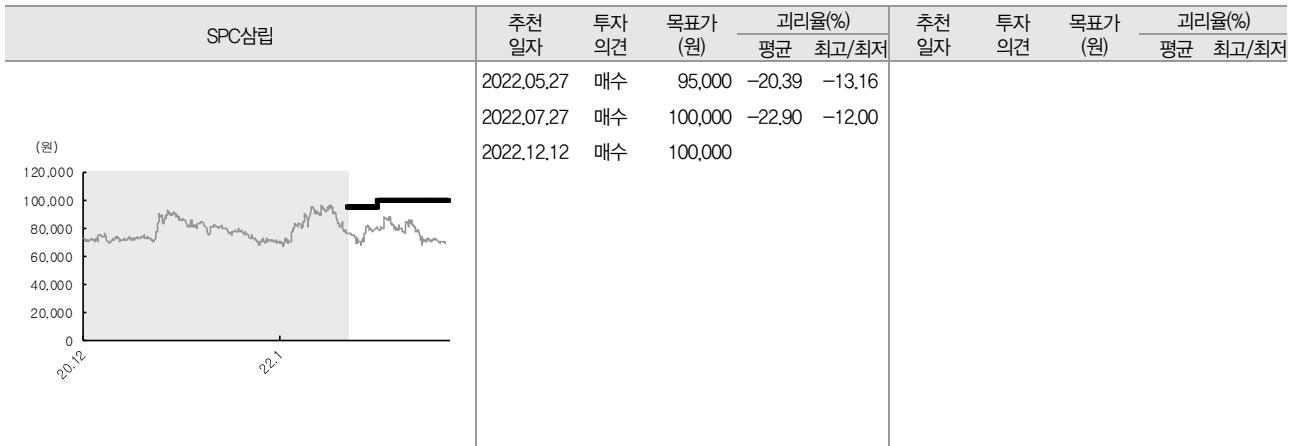 SPC삼립
추천 일자 투자 의견 목표가 (원) 괴리율(%) 평균 최고/최저 추천 일자 투자 의견 목표가 (원) 괴리율(%) 평균 최고/최저
2022.05.27 매수 95,000 -20.39 -13.16
2022.07.27 매수 100,000 -22.90 -12.00
2022.12.12 매수 100,000
(원)
120,000
100,000
80,000
60,000
40,000
20,000
0
20.12 22.1